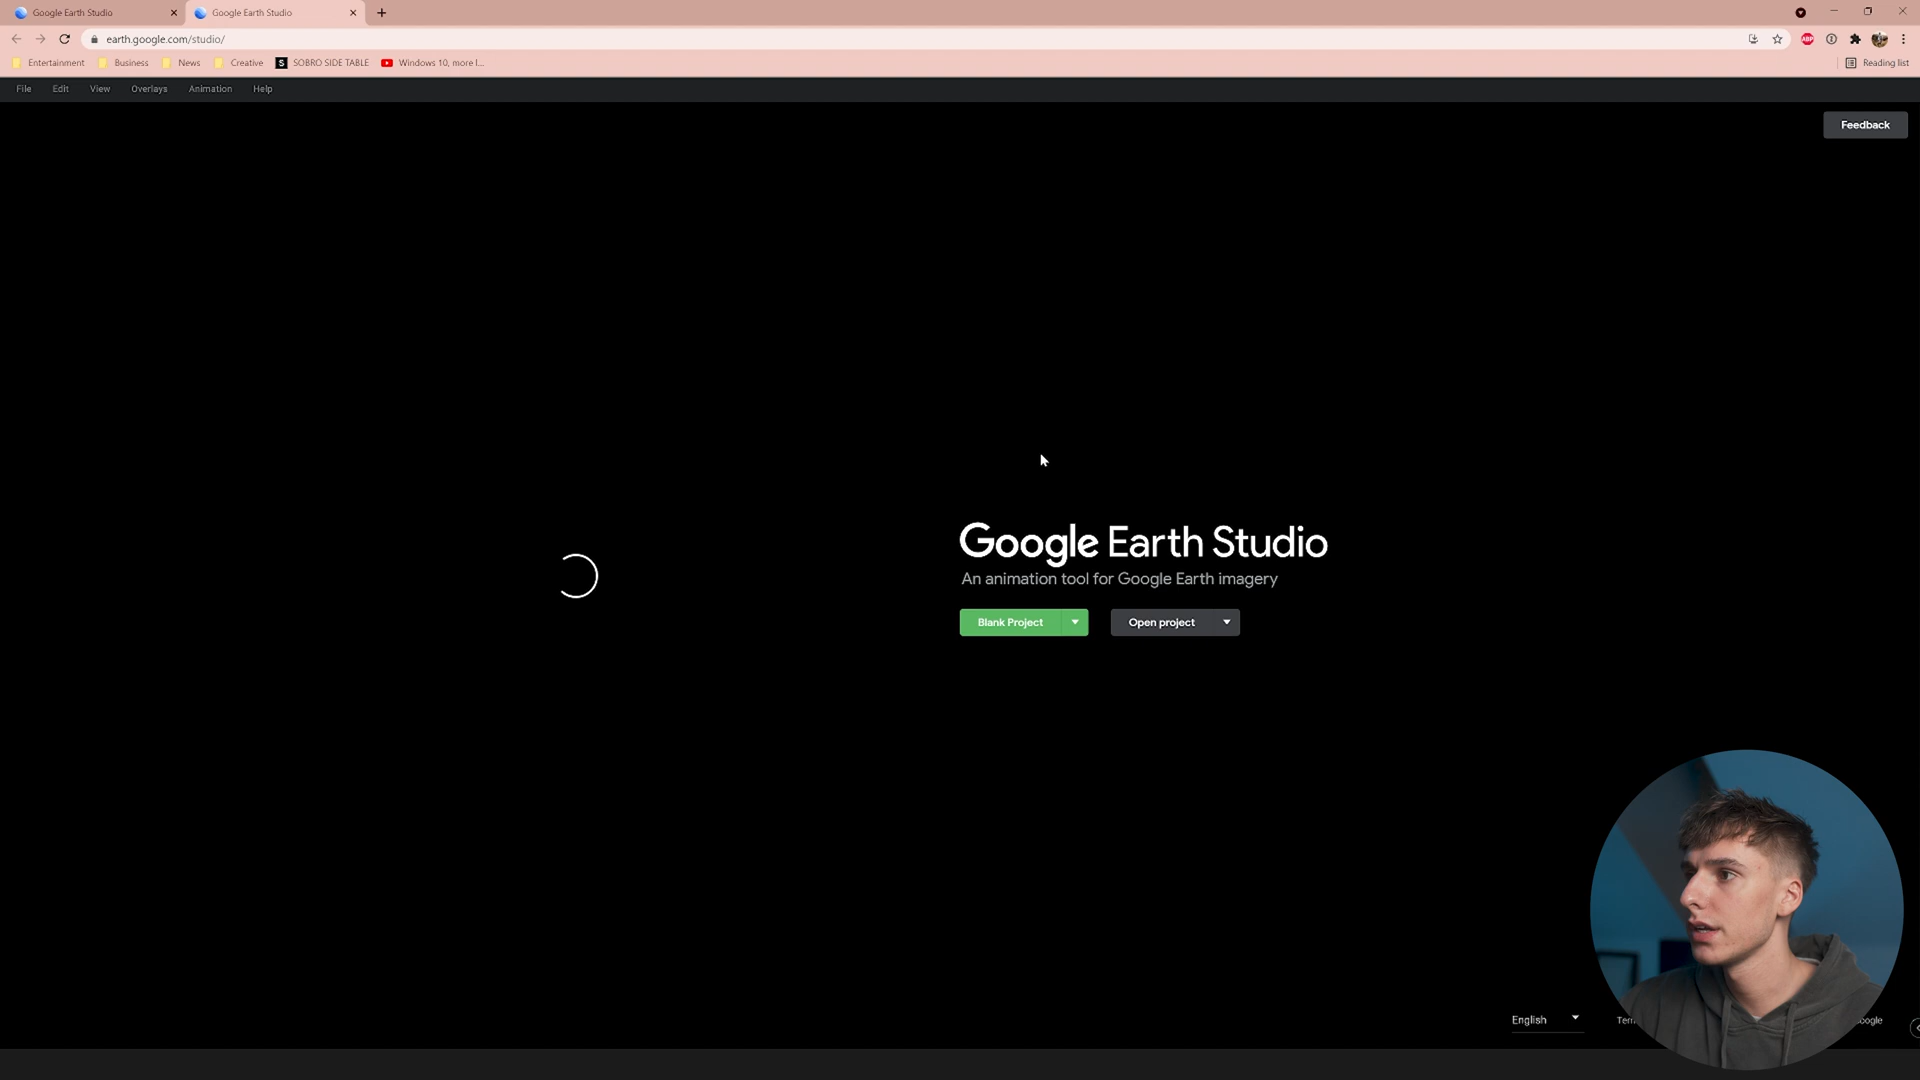 Google Earth Studio
Google Earth Studio
earth.google.com/studio/
Entertainment
Business
News
Creative
S SOBRO SIDE TABLE
Windows 10, more l...
Reading list
File
Edit
View
Overlays
Animation
Help
Feedback
Google Earth Studio
An animation tool for Google Earth imagery
Blank Project
Open project
English